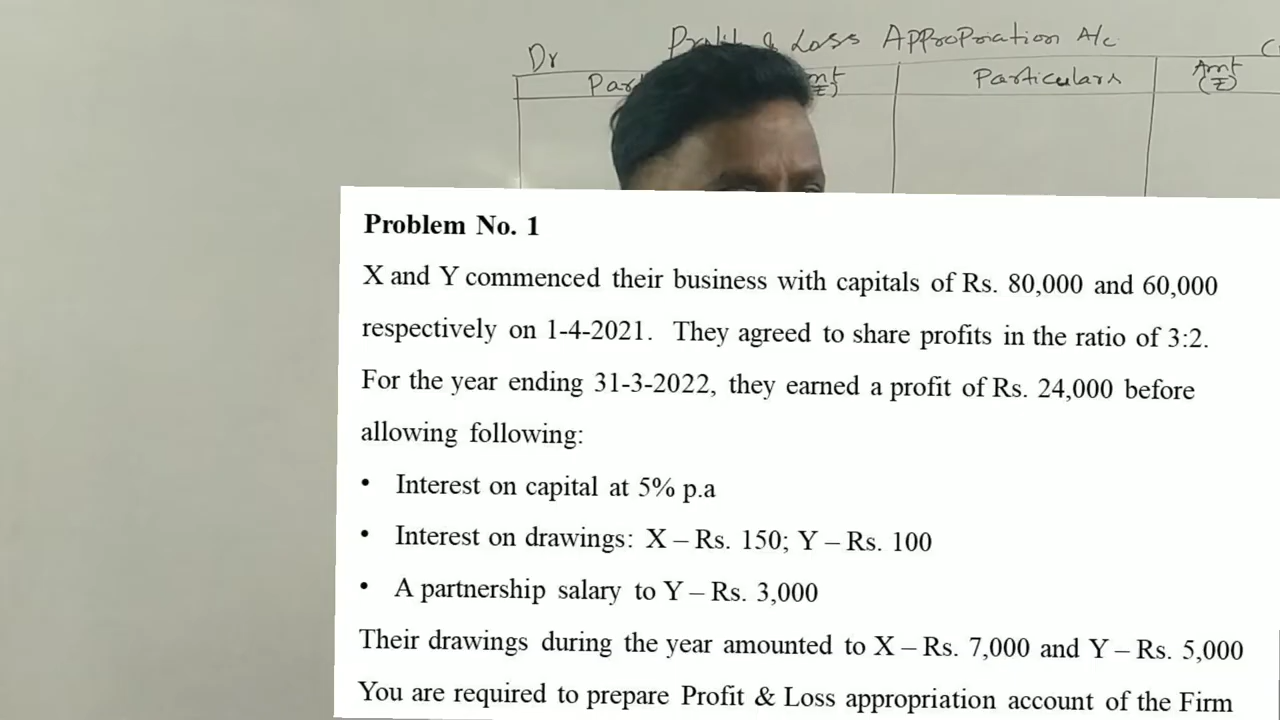 Dr Profit & Loss Appropriation A/c
Particulars Amt (₹)
Problem No. 1
X and Y commenced their business with capitals of Rs. 80,000 and 60,000
respectively on 1-4-2021. They agreed to share profits in the ratio of 3:2.
For the year ending 31-3-2022, they earned a profit of Rs. 24,000 before
allowing following:
• Interest on capital at 5% p.a
• Interest on drawings: X – Rs. 150; Y – Rs. 100
• A partnership salary to Y – Rs. 3,000
Their drawings during the year amounted to X – Rs. 7,000 and Y – Rs. 5,000
You are required to prepare Profit & Loss appropriation account of the Firm